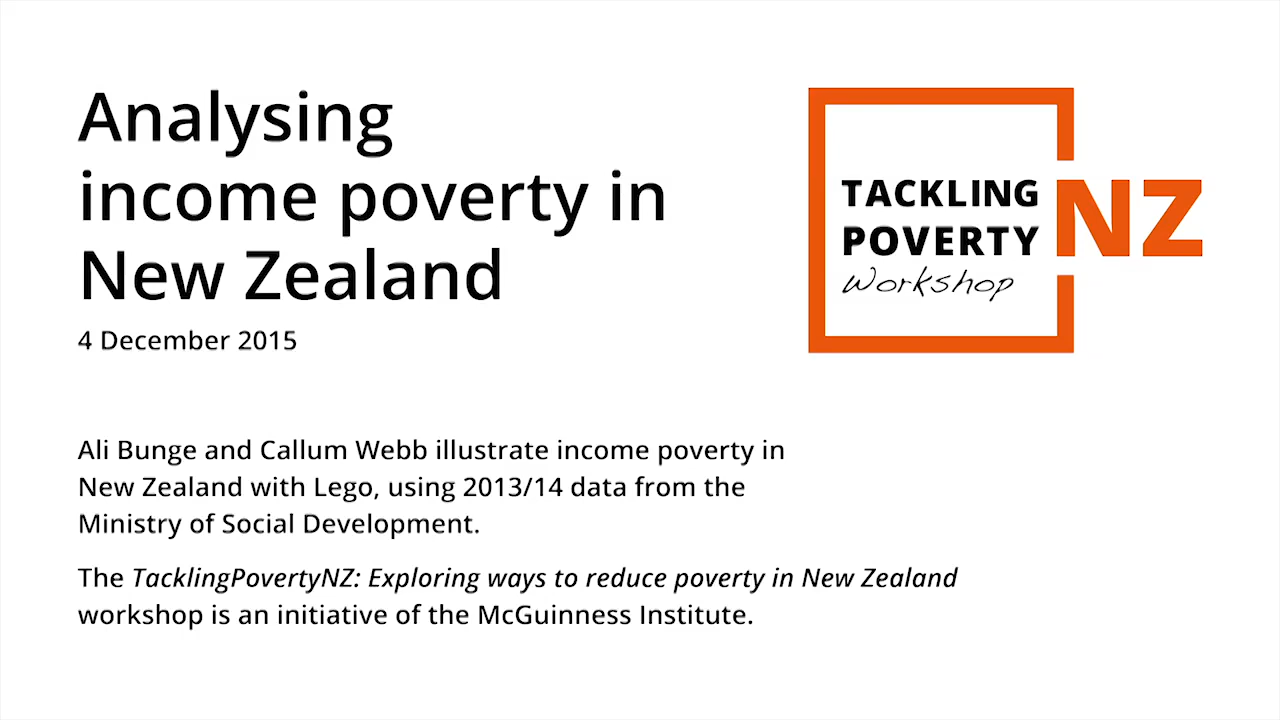 Analysing
income poverty in
New Zealand
4 December 2015
TACKLING
POVERTY
Workshop
NZ
Ali Bunge and Callum Webb illustrate income poverty in
New Zealand with Lego, using 2013/14 data from the
Ministry of Social Development.
The TacklingPovertyNZ: Exploring ways to reduce poverty in New Zealand
workshop is an initiative of the McGuinness Institute.